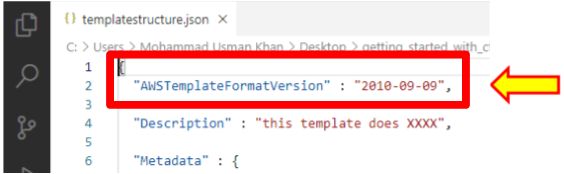 {} templatestructure.json ×
C: > Users > Mohammad Usman Khan > Desktop > getting_started_with_c
1 {
2 "AWSTemplateFormatVersion" : "2010-09-09",
3
4 "Description" : "this template does XXXX",
5
6 "Metadata" : {